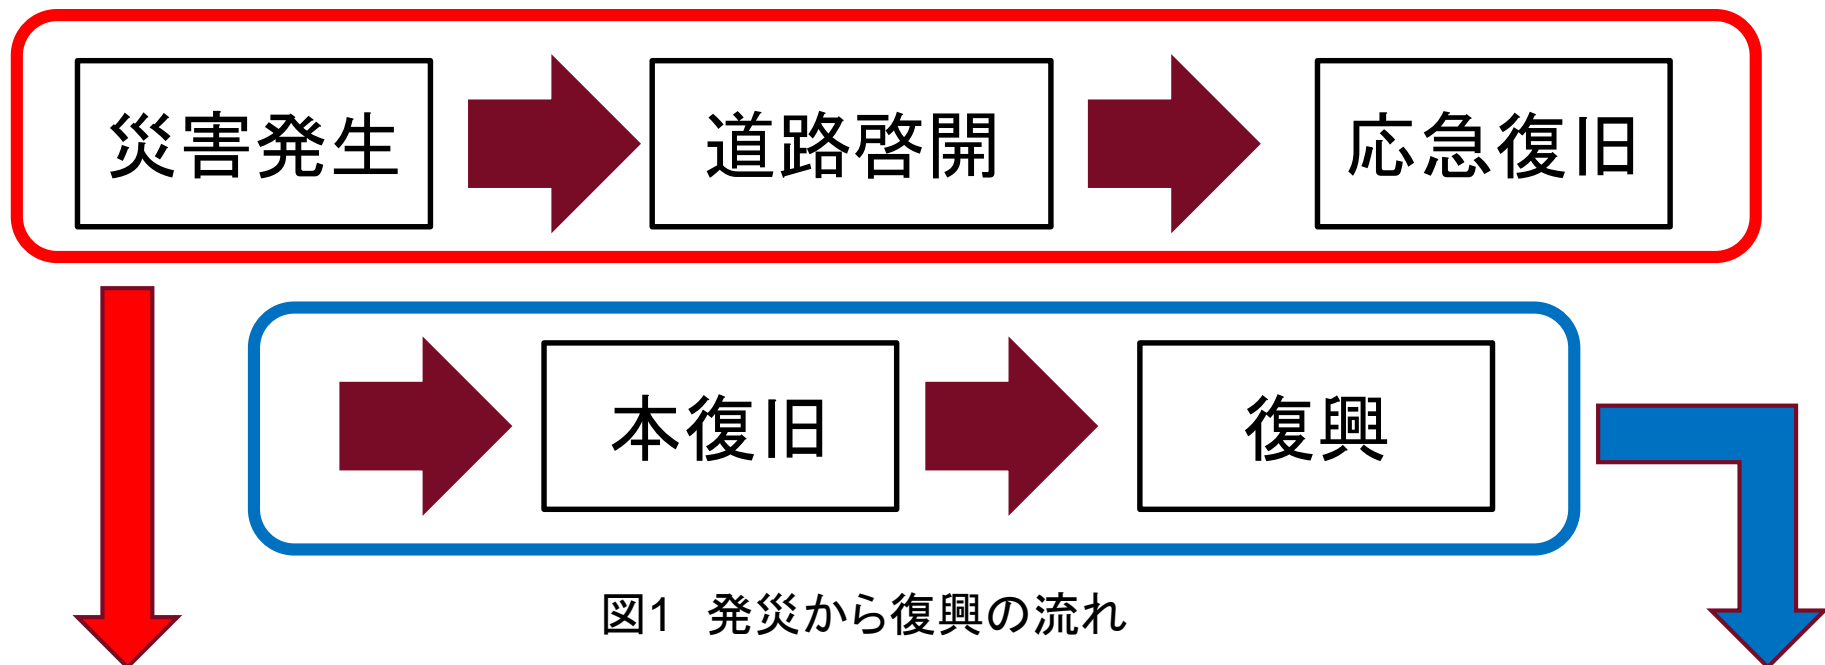 災害発生
道路啓開
応急復旧
本復旧
復興
図1　発災から復興の流れ